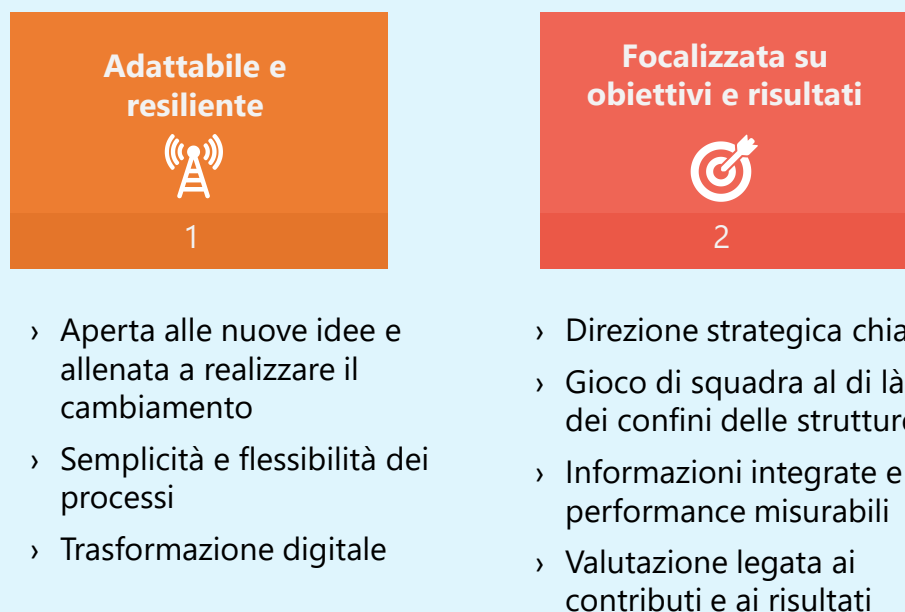 Adattabile e
resiliente
1
› Aperta alle nuove idee e
allenata a realizzare il
cambiamento
› Semplicità e flessibilità dei
processi
› Trasformazione digitale
Focalizzata su
obiettivi e risultati
2
› Direzione strategica
› Gioco di squadra al di là
dei confini delle
› Informazioni integrate e
performance misurabili
› Valutazione legata ai
contributi e ai risultati